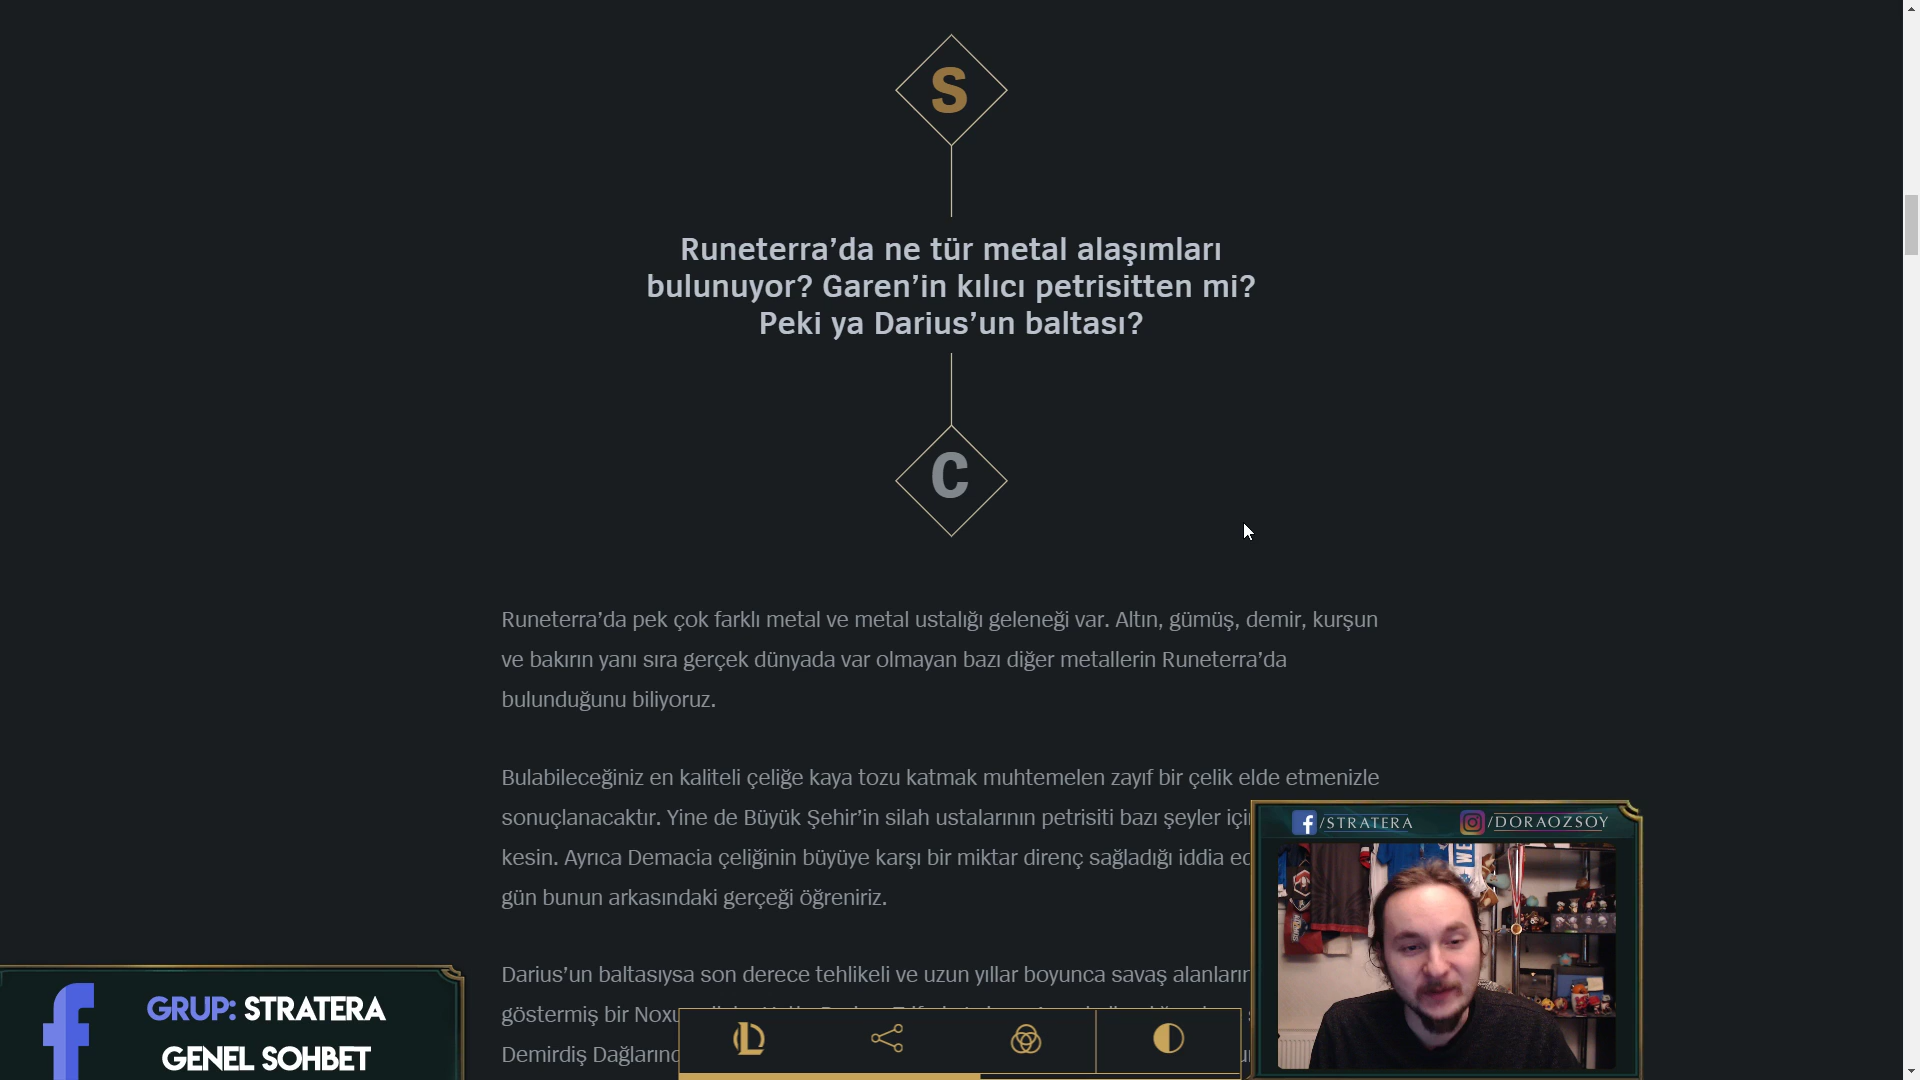 S
Runeterra’da ne tür metal alaşımları
bulunuyor? Garen’in kılıcı petrisitten mi?
Peki ya Darius’un baltası?
C
Runeterra’da pek çok farklı metal ve metal ustalığı geleneği var. Altın, gümüş, demir, kurşun
ve bakırın yanı sıra gerçek dünyada var olmayan bazı diğer metallerin Runeterra’da
bulunduğunu biliyoruz.
Bulabileceğiniz en kaliteli çeliğe kaya tozu katmak muhtemelen zayıf bir çelik elde etmenizle
sonuçlanacaktır. Yine de Büyük Şehir’in silah ustalarının petrisiti bazı şeyler
kesin. Ayrıca Demacia çeliğinin büyüye karşı bir miktar direnç sağladığı iddia
gün bunun arkasındaki gerçeği öğreniriz.
Darius’un baltasıysa son derece tehlikeli ve uzun yıllar boyunca savaş
göstermiş bir
Demirdiş
/STRATERA
/DORAOZSOY
WE
GRUP: STRATERA
GENEL SOHBET